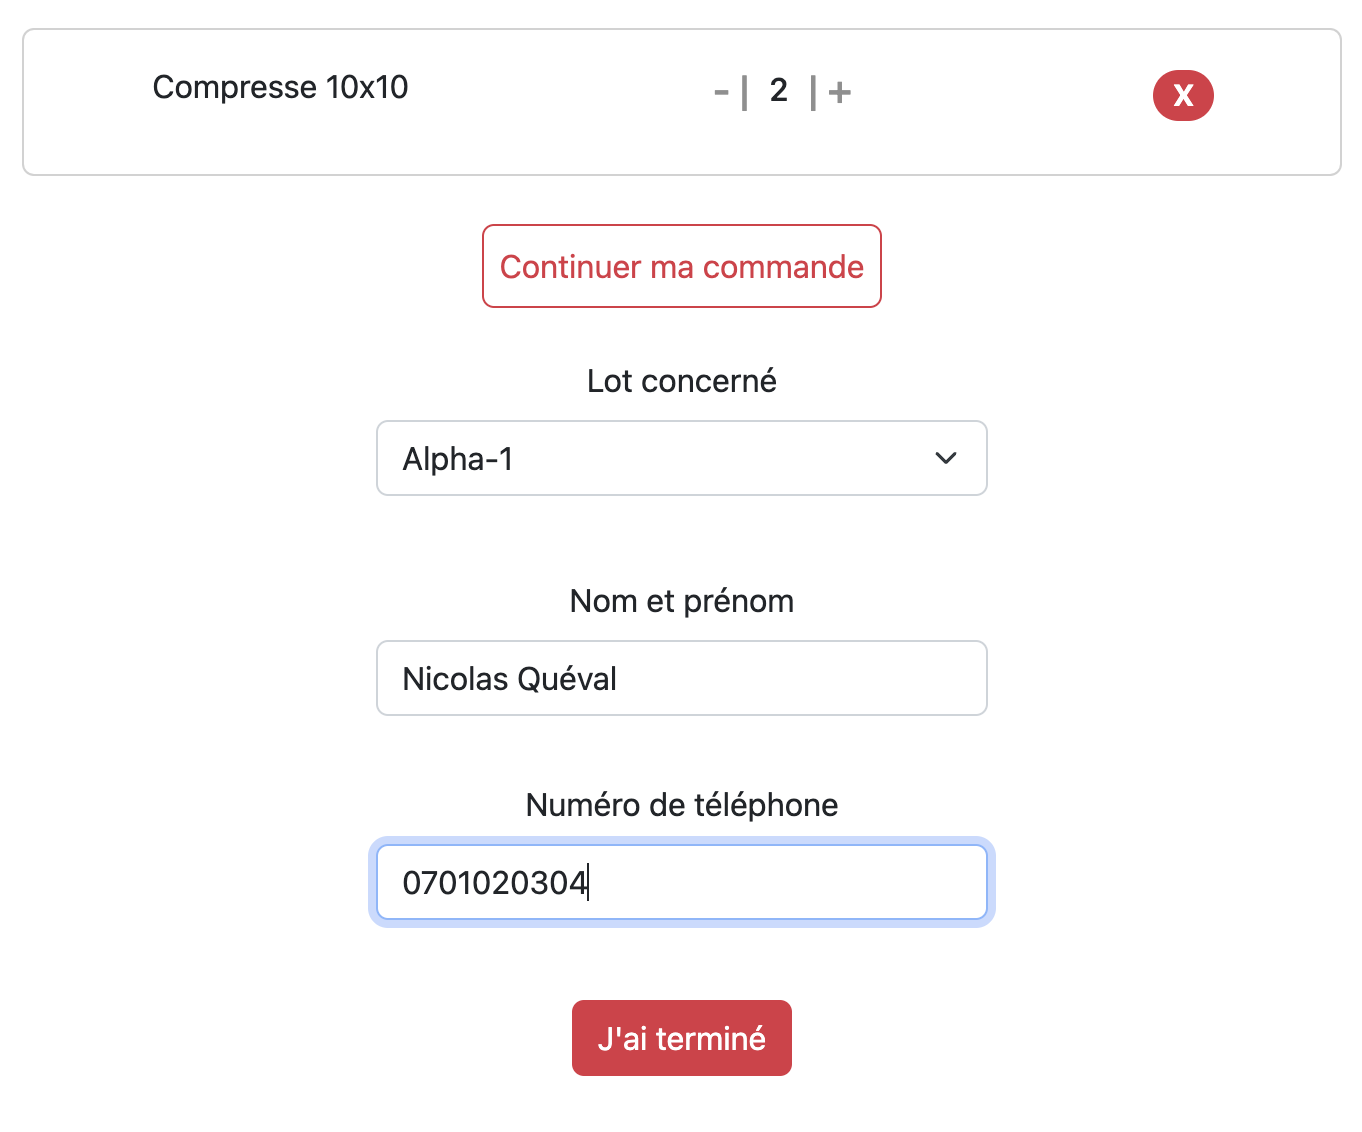 Compresse 10x10
-| 2 |+
X
Continuer ma commande
Lot concerné
Alpha-1
Nom et prénom
Nicolas Quéval
Numéro de téléphone
0701020304
J'ai terminé